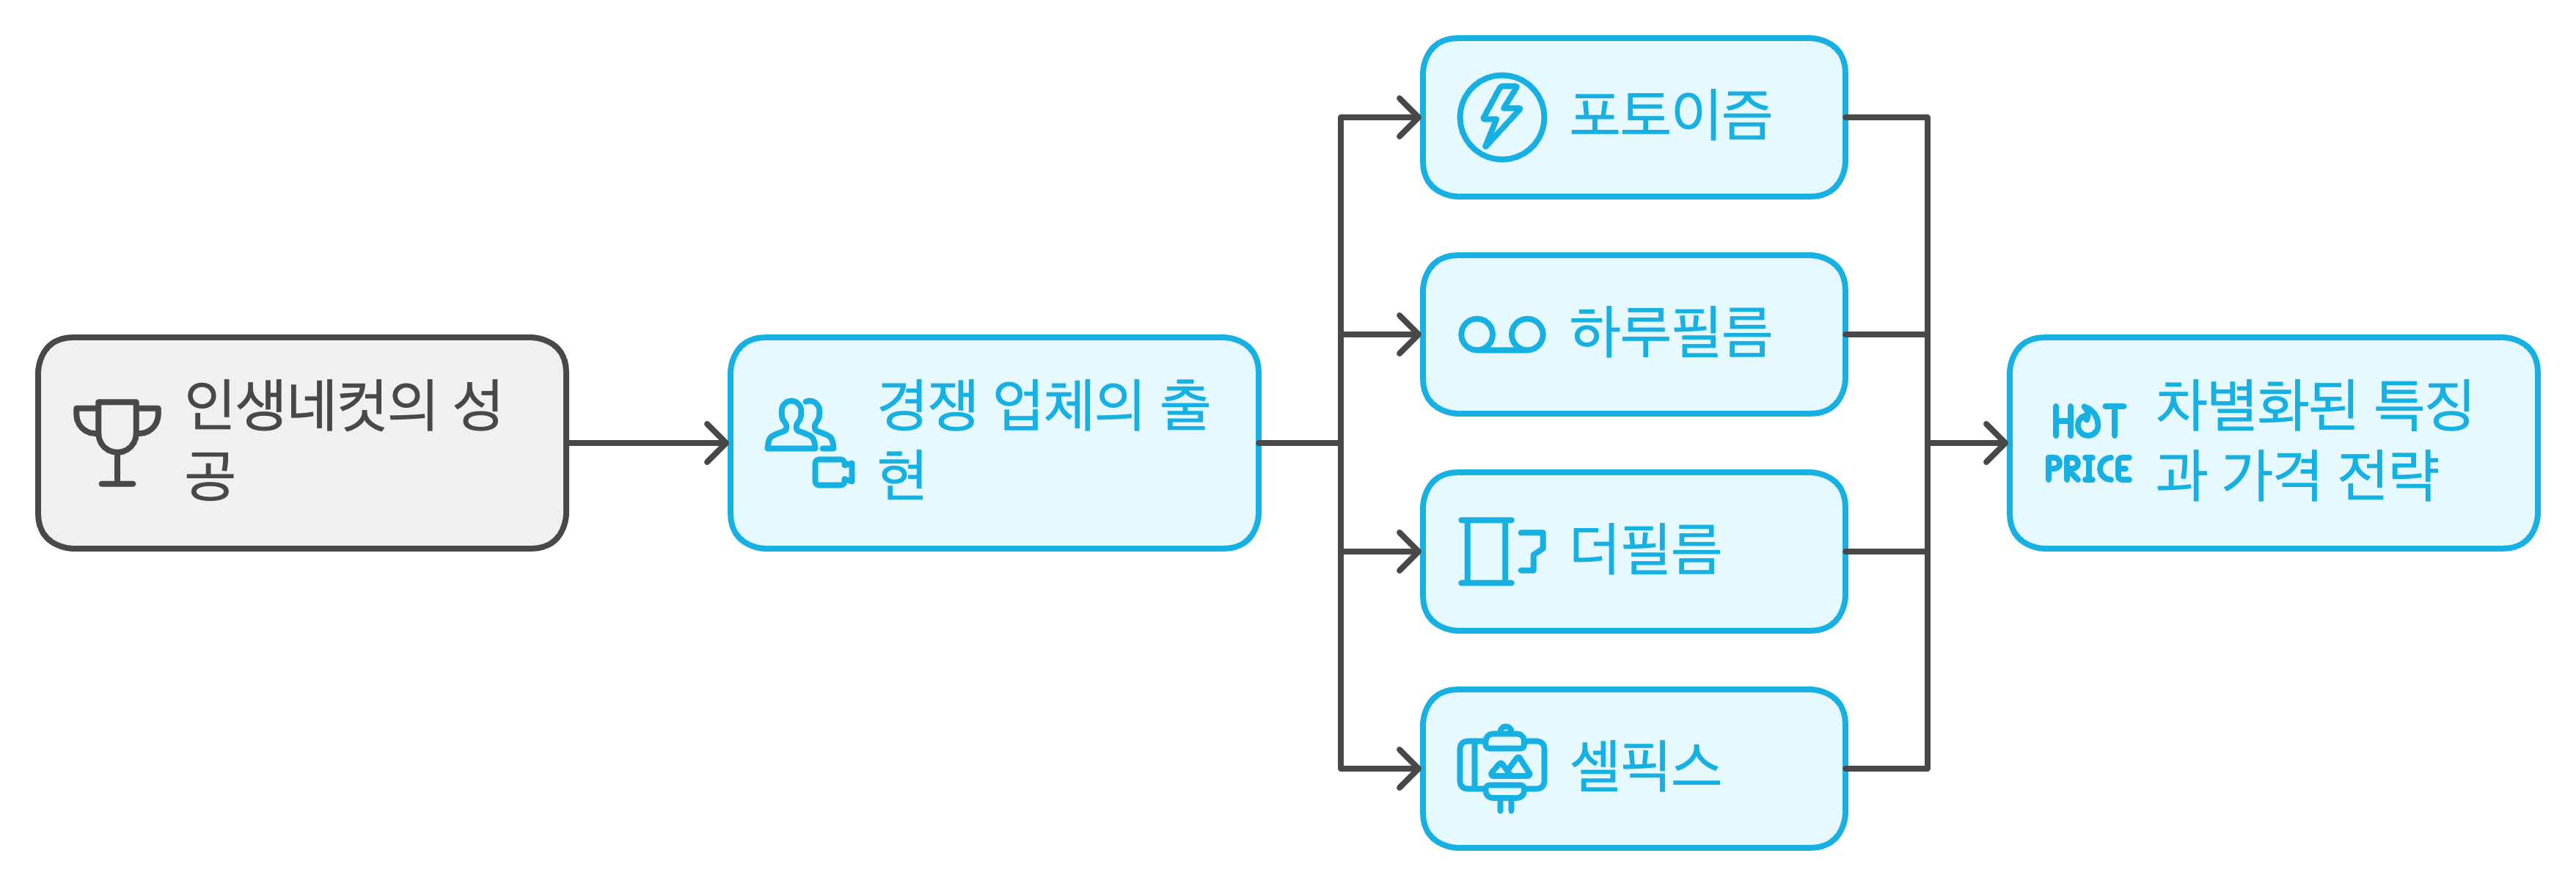 인생네컷의 성
공
경쟁 업체의 출
현
포토이즘
하루필름
더필름
셀픽스
HOT
PRICE
차별화된 특징
과 가격 전략